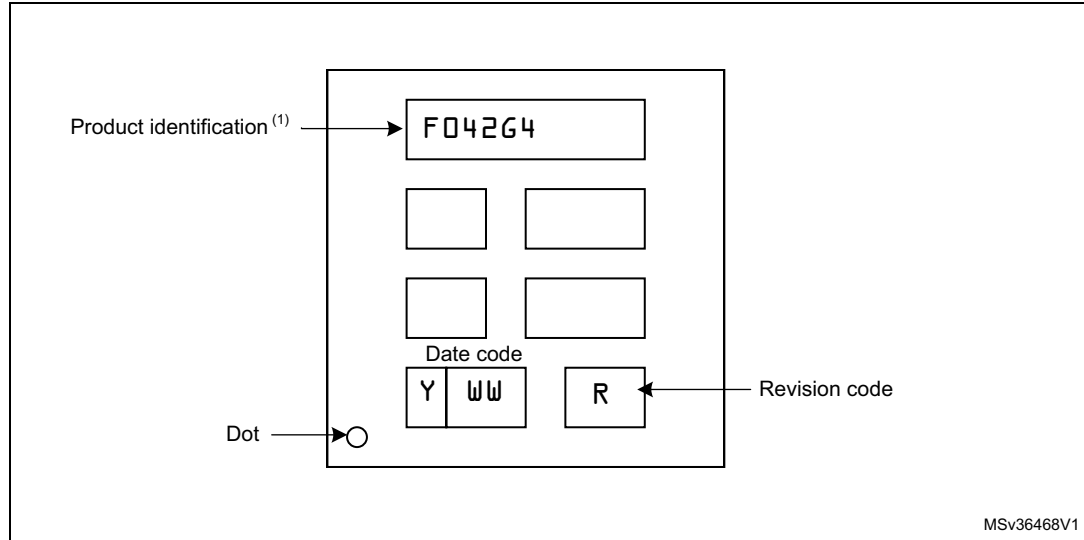 Product identification (1)
F042G4
Date code
Y WW
R
Revision code
Dot
MSv36468V1